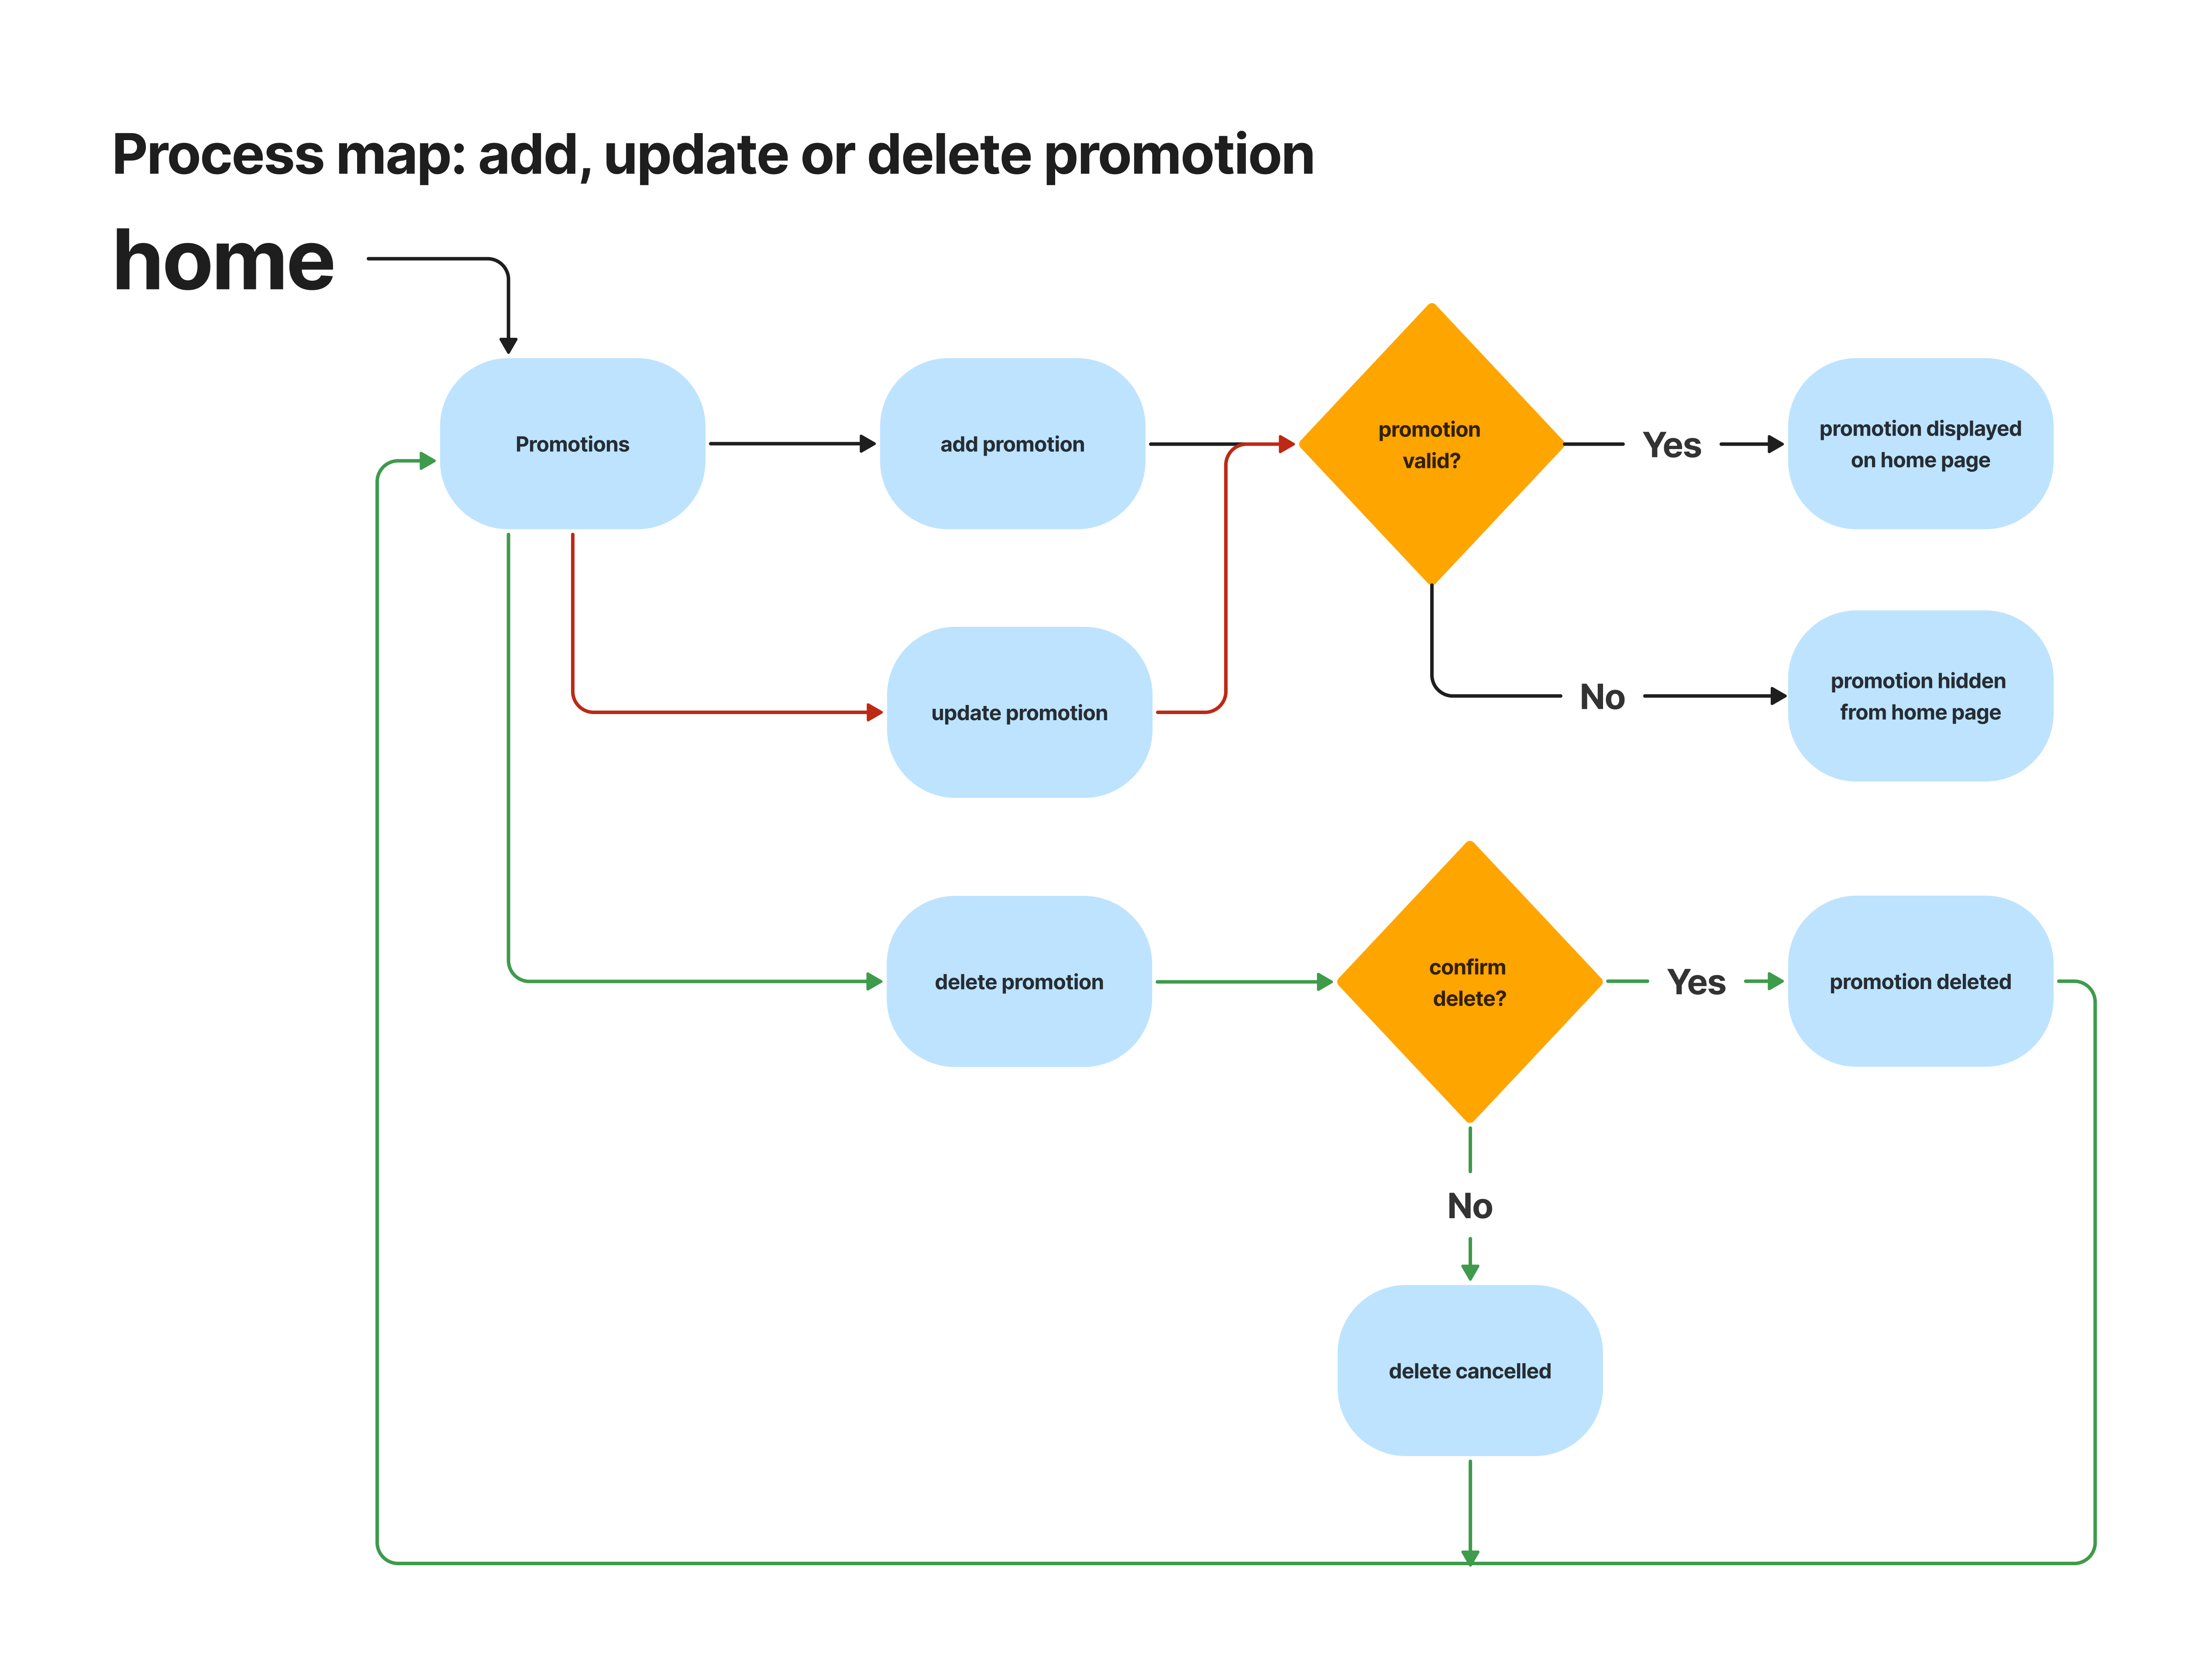 Process map: add, update or delete promotion
home
Promotions
add promotion
promotion
valid?
Yes
promotion displayed
on home page
update promotion
No
promotion hidden
from home page
delete promotion
confirm
delete?
Yes
promotion deleted
No
delete cancelled